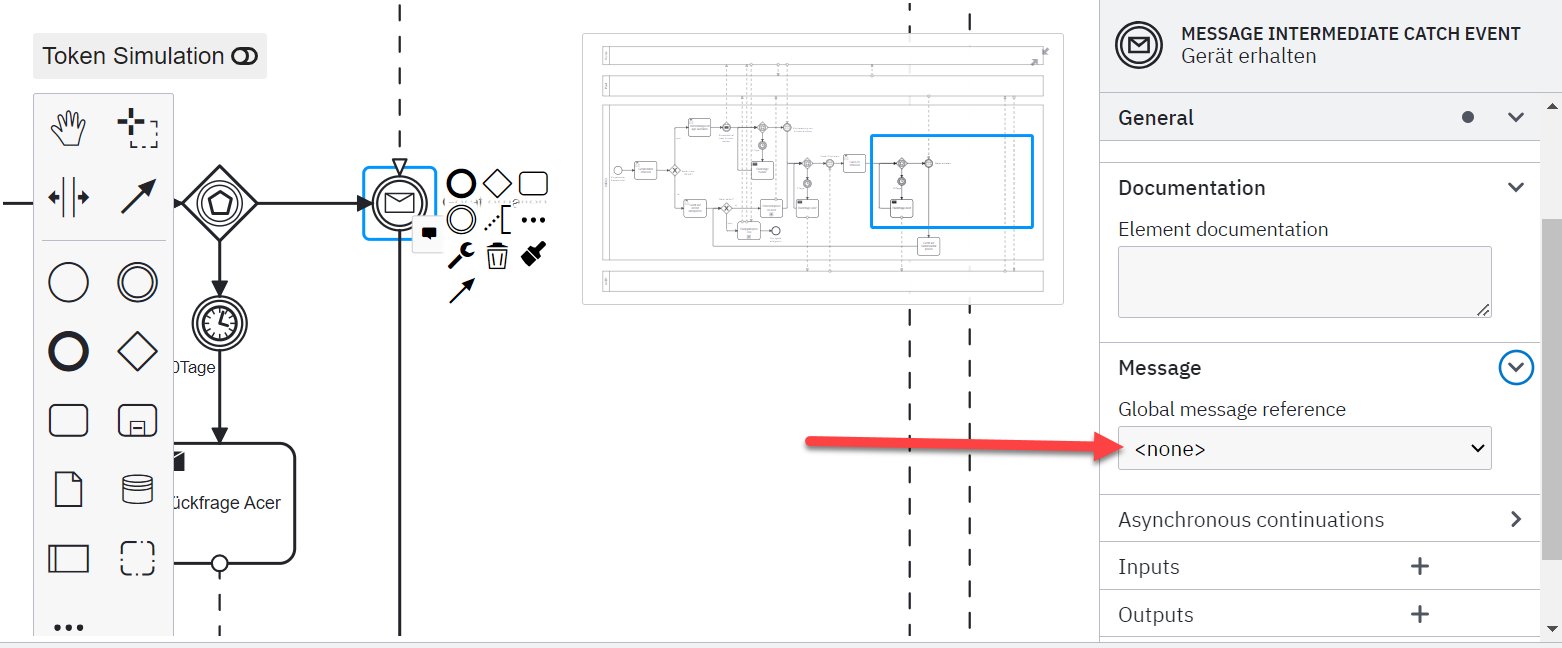 Token Simulation
0Tage
ückfrage Acer
MESSAGE INTERMEDIATE CATCH EVENT
Gerät erhalten
General
Documentation
Element documentation
Message
Global message reference
<none>
Asynchronous continuations
Inputs
Outputs